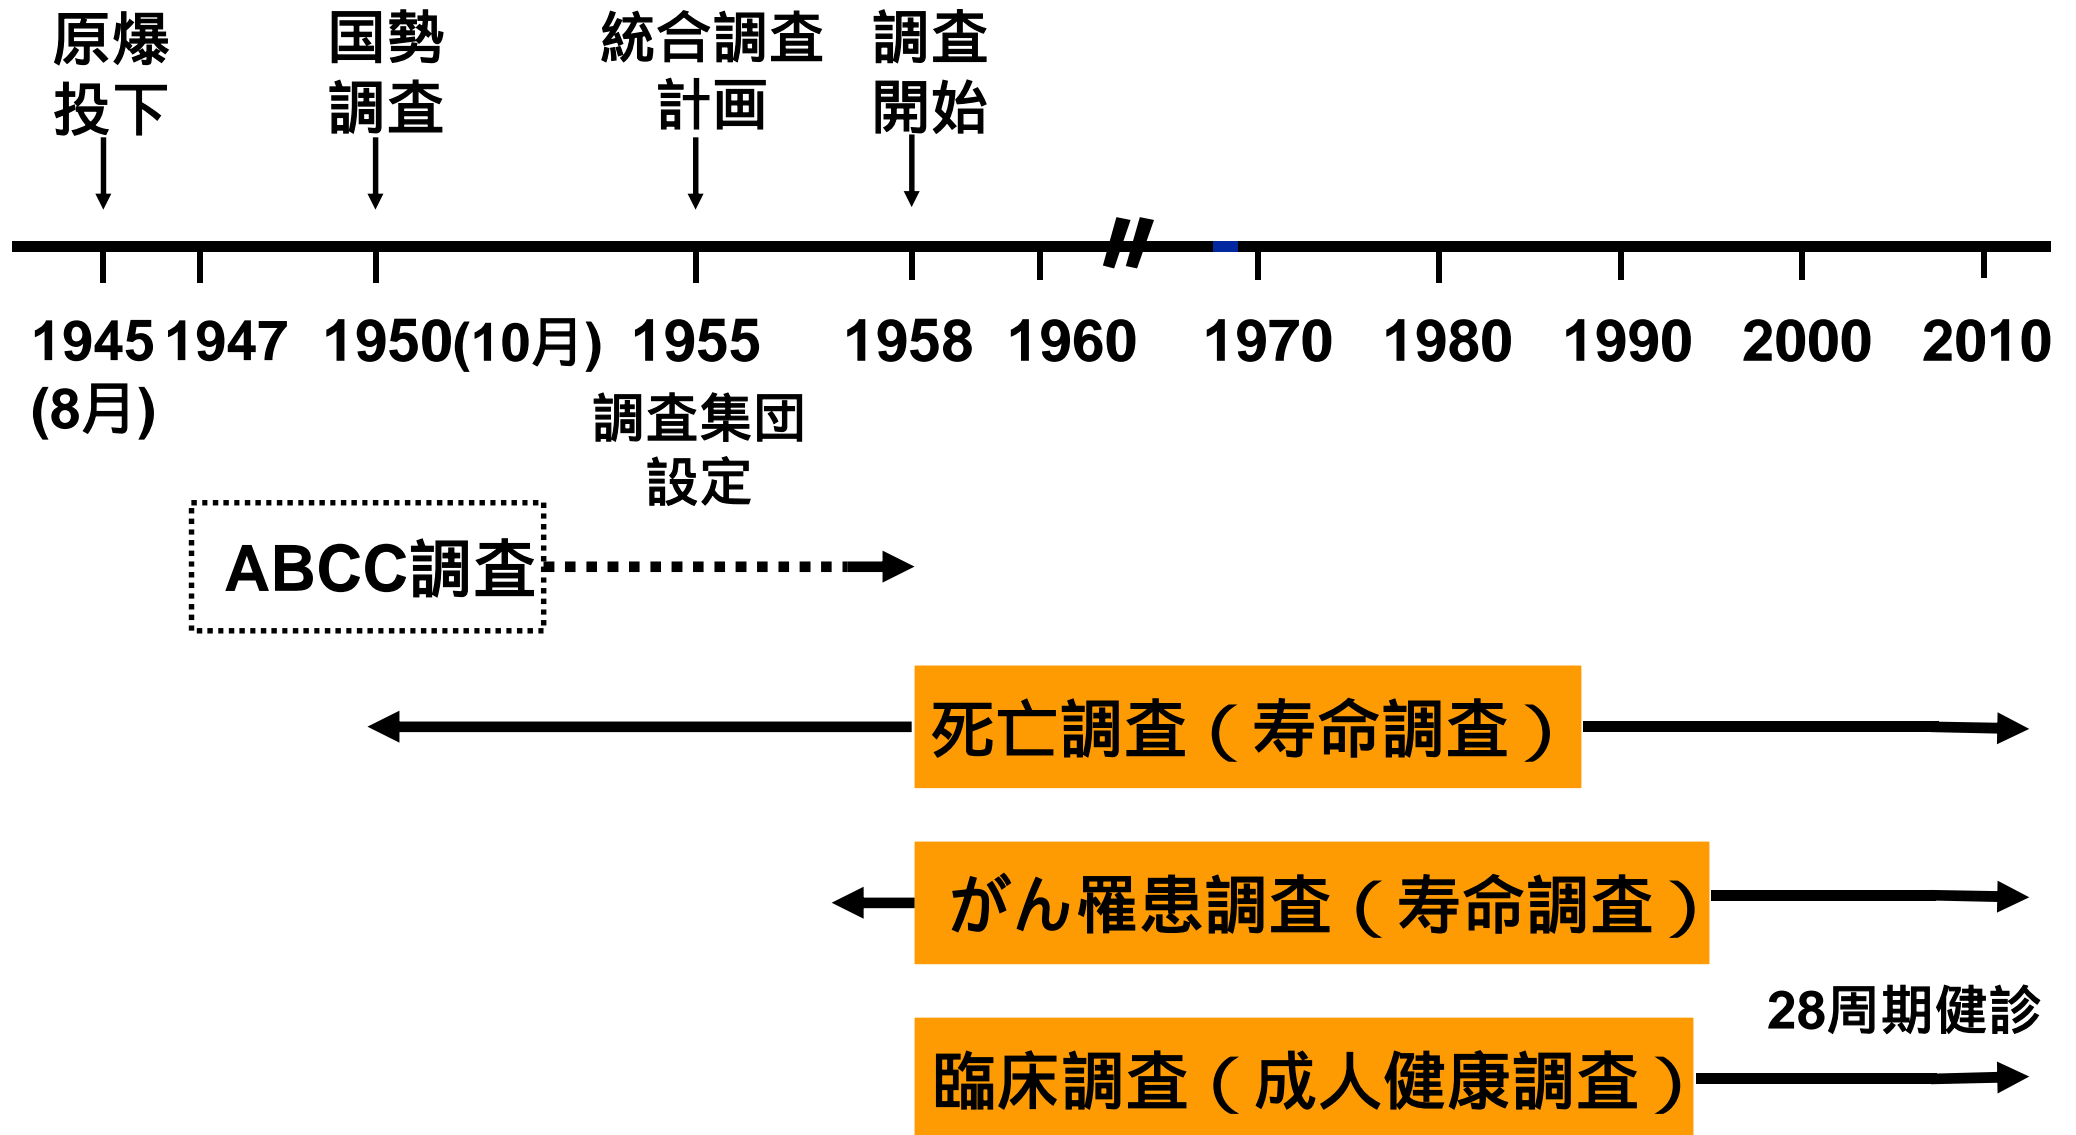 原爆
投下
国勢
調査
統合調査
計画
調査
開始
1945 1947 1950(10月) 1955 1958 1960 1970 1980 1990 2000 2010
(8月)
調査集団
設定
ABCC調査
死亡調査(寿命調査)
がん罹患調査(寿命調査)
28周期健診
臨床調査(成人健康調査)